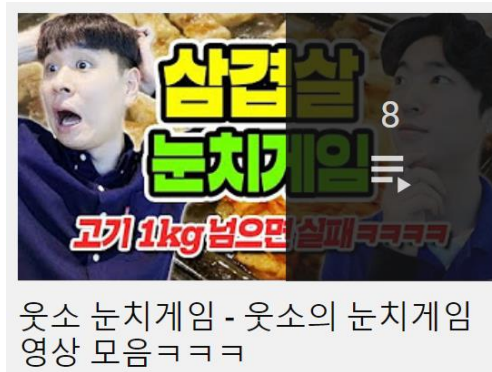 삼겹살
눈치게임
8
고기 1kg 넘으면 실패ㅋㅋㅋㅋ
웃소 눈치게임 - 웃소의 눈치게임
영상 모음ㅋㅋㅋ